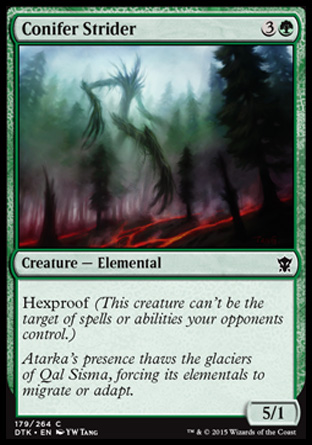 Conifer Strider 3
Creature — Elemental
Hexproof (This creature can't be the
target of spells or abilities your opponents
control.)
Atarka's presence thaws the glaciers
of Qal Sisma, forcing its elementals to
migrate or adapt.
5/1
179/264 C
DTK • EN YW TANG
™ & © 2015 Wizards of the Coast